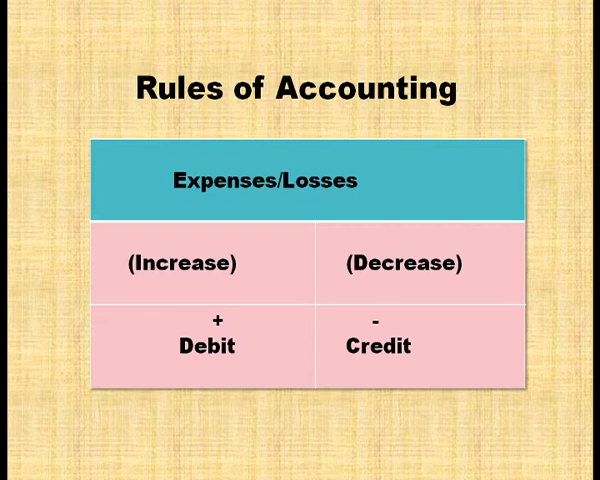 Rules of Accounting
Expenses/Losses
(Increase) (Decrease)
+ -
Debit Credit